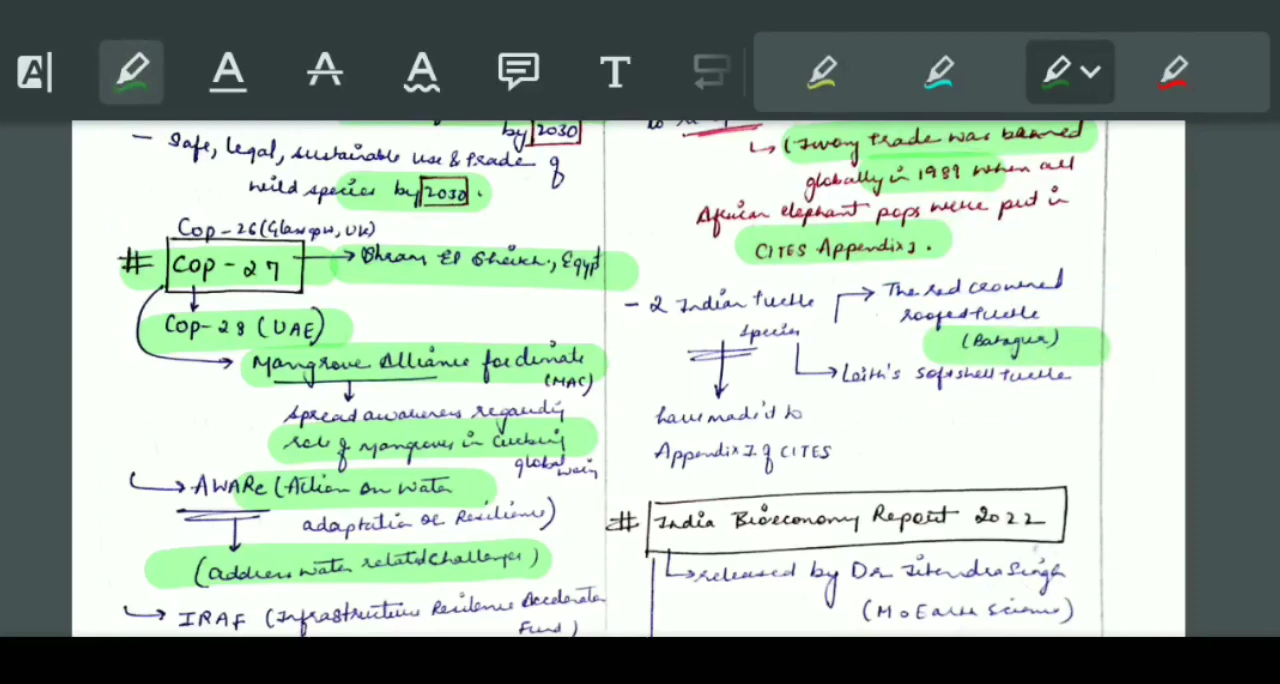 by 2030
- Safe, legal, sustainable use & trade of
wild species by 2030.
Cop-26 (Glasgow, UK)
# Cop-27 → Sharm El Sheikh, Egypt
Cop-28 (UAE)
→ Mangrove Alliance for climate
(MAC)
spread awareness regarding
role of Mangroves in curbing
global
→ AWARe (Action on Water
adaptation or Resilience)
(address water related challenges)
→ IRAF (Infrastructure Resilience Accelerator
Fund)
to
↳ (Ivory trade was banned
globally in 1989 when all
African elephant pops were put in
CITES Appendix I.
- 2 Indian turtle → The red crowned
species roofed turtle
(Batagur)
→ Leith's softshell turtle
have made it to
Appendix I of CITES
# India Bioeconomy Report 2022
↳ released by Dr Jitendra Singh
(Mo Earth Science)